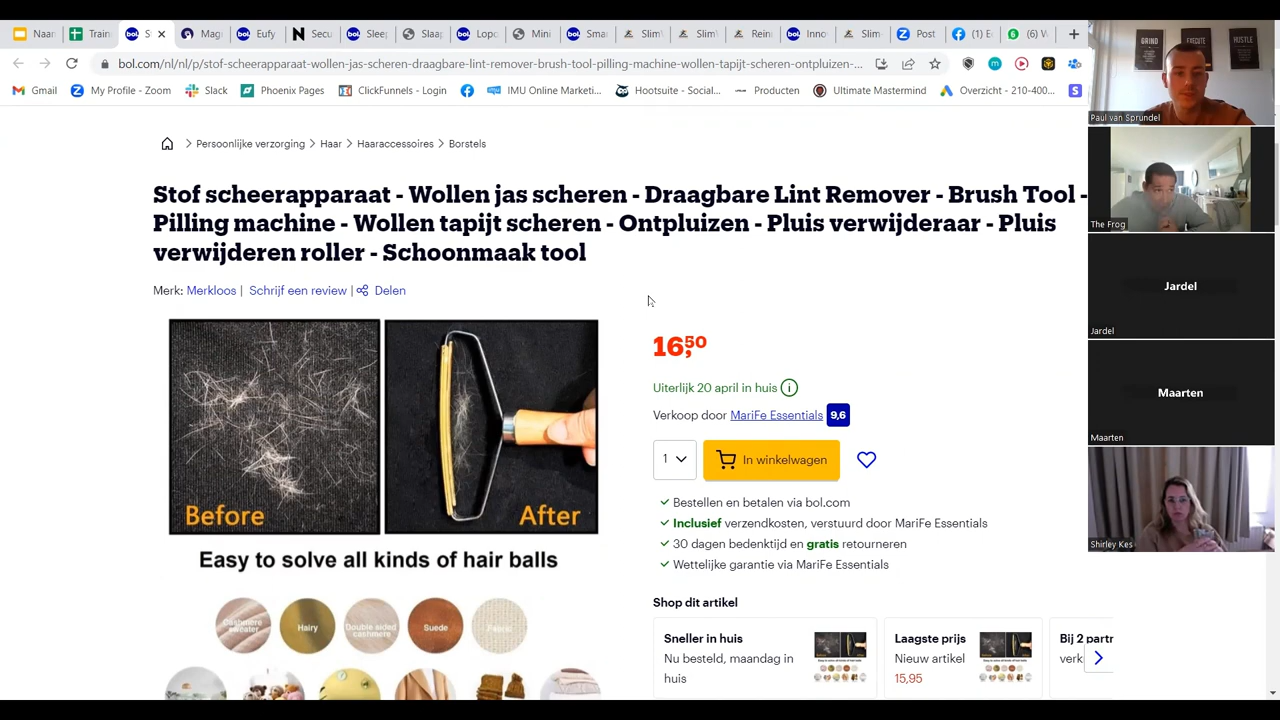 Naar
Train
S
Mag
Eufy
Secu
Sleep
Slaap
Lopo
Mini
Smar
Slim
Slim
Rein
Inno
Slim-
Post
(1) E
(6) V
bol.com/nl/nl/p/stof-scheerapparaat-wollen-jas-scheren-draagbare-lint-remover-brush-tool-pilling-machine-wollen-tapijt-scheren-ontpluizen-...
Gmail
My Profile - Zoom
Slack
Phoenix Pages
ClickFunnels - Login
IMU Online Marketi...
Hootsuite - Social...
Producten
Ultimate Mastermind
Overzicht - 210-400...
GRIND
EXECUTE
HUSTLE
Paul van Sprundel
The Frog
Jardel
Jardel
Maarten
Maarten
Shirley Kes
Persoonlijke verzorging > Haar > Haaraccessoires > Borstels
Stof scheerapparaat - Wollen jas scheren - Draagbare Lint Remover - Brush Tool -
Pilling machine - Wollen tapijt scheren - Ontpluizen - Pluis verwijderaar - Pluis
verwijderen roller - Schoonmaak tool
Merk: Merkloos | Schrijf een review | Delen
Before
After
Easy to solve all kinds of hair balls
Cashmere sweater
Hairy
Double sided cashmere
Suede
16,50
Uiterlijk 20 april in huis
Verkoop door MariFe Essentials 9,6
1
In winkelwagen
Bestellen en betalen via bol.com
Inclusief verzendkosten, verstuurd door MariFe Essentials
30 dagen bedenktijd en gratis retourneren
Wettelijke garantie via MariFe Essentials
Shop dit artikel
Sneller in huis
Nu besteld, maandag in
huis
Laagste prijs
Nieuw artikel
15,95
Bij 2 partn
verk